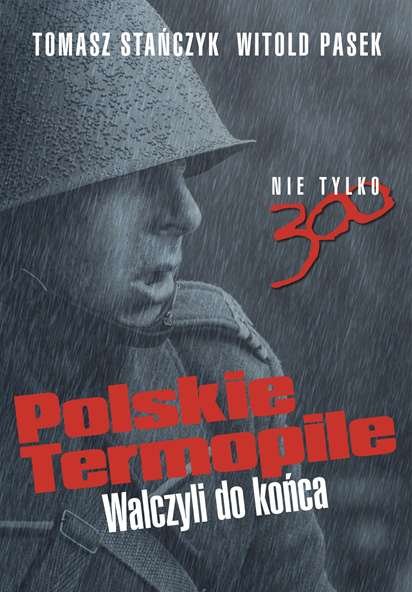 TOMASZ STAŃCZYK WITOLD PASEK
NIE TYLKO
300
Polskie
Termopile
Walczyli do końca